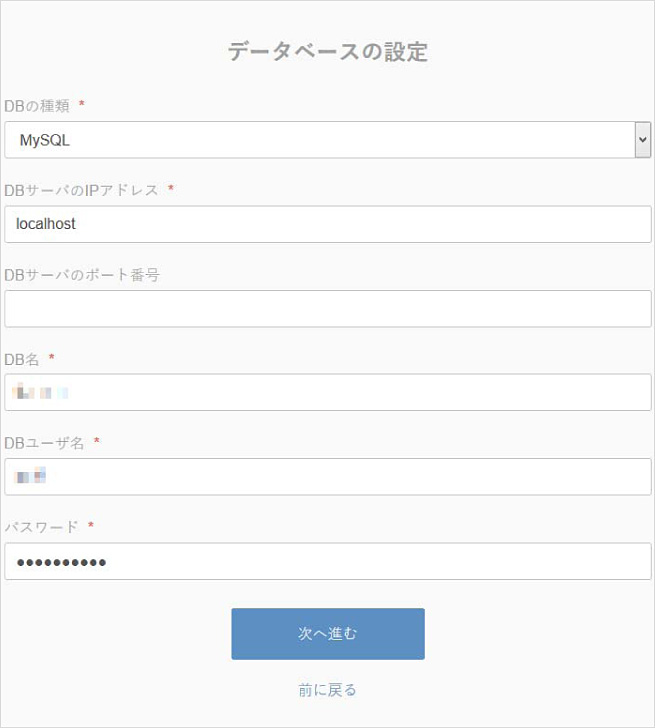 データベースの設定
DBの種類 *
MySQL
DBサーバのIPアドレス *
localhost
DBサーバのポート番号
DB名 *
DBユーザ名 *
パスワード *
●●●●●●●●●●
次へ進む
前に戻る